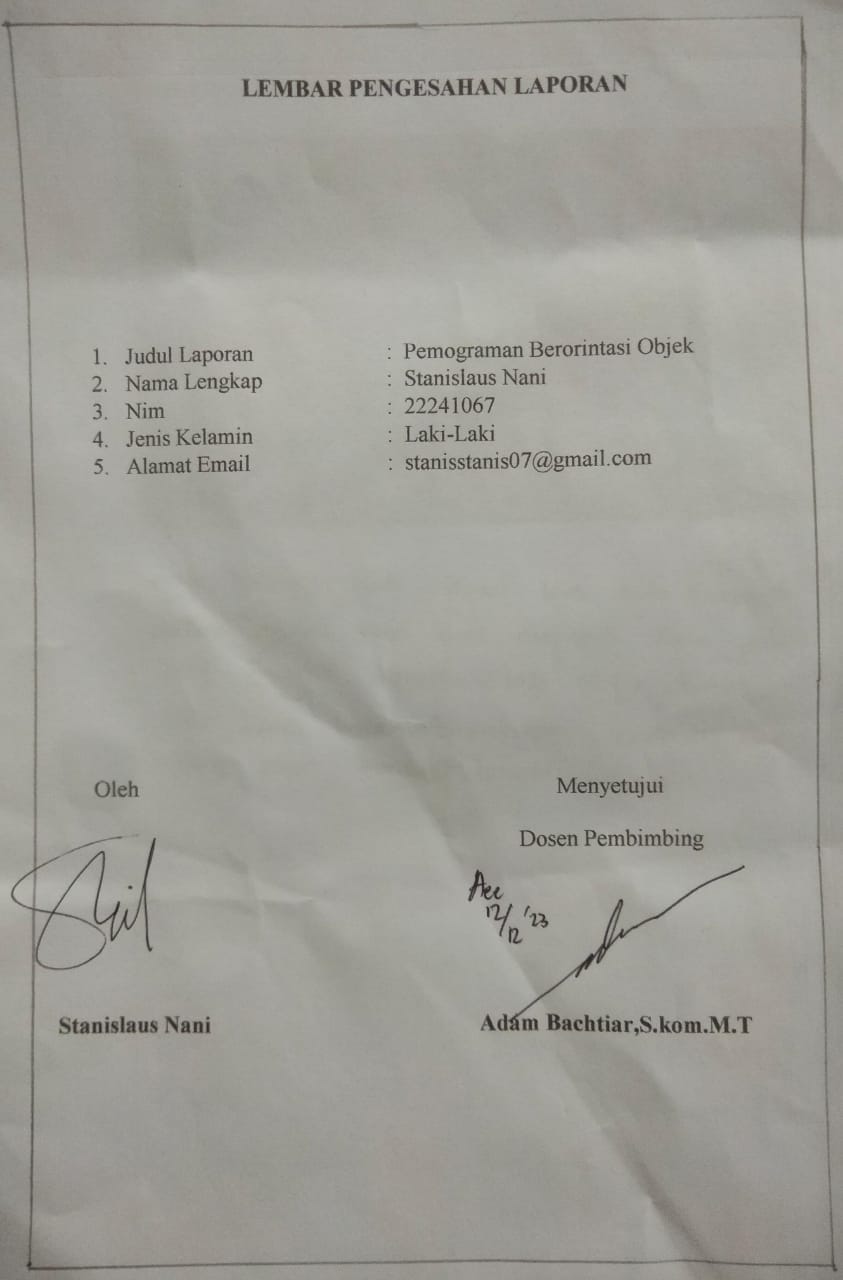 LEMBAR PENGESAHAN LAPORAN
1. Judul Laporan : Pemograman Berorintasi Objek
2. Nama Lengkap : Stanislaus Nani
3. Nim : 22241067
4. Jenis Kelamin : Laki-Laki
5. Alamat Email : stanisstanis07@gmail.com
Oleh
Menyetujui
Dosen Pembimbing
Acc
12/12 '23
Stanislaus Nani
Adam Bachtiar,S.kom.M.T